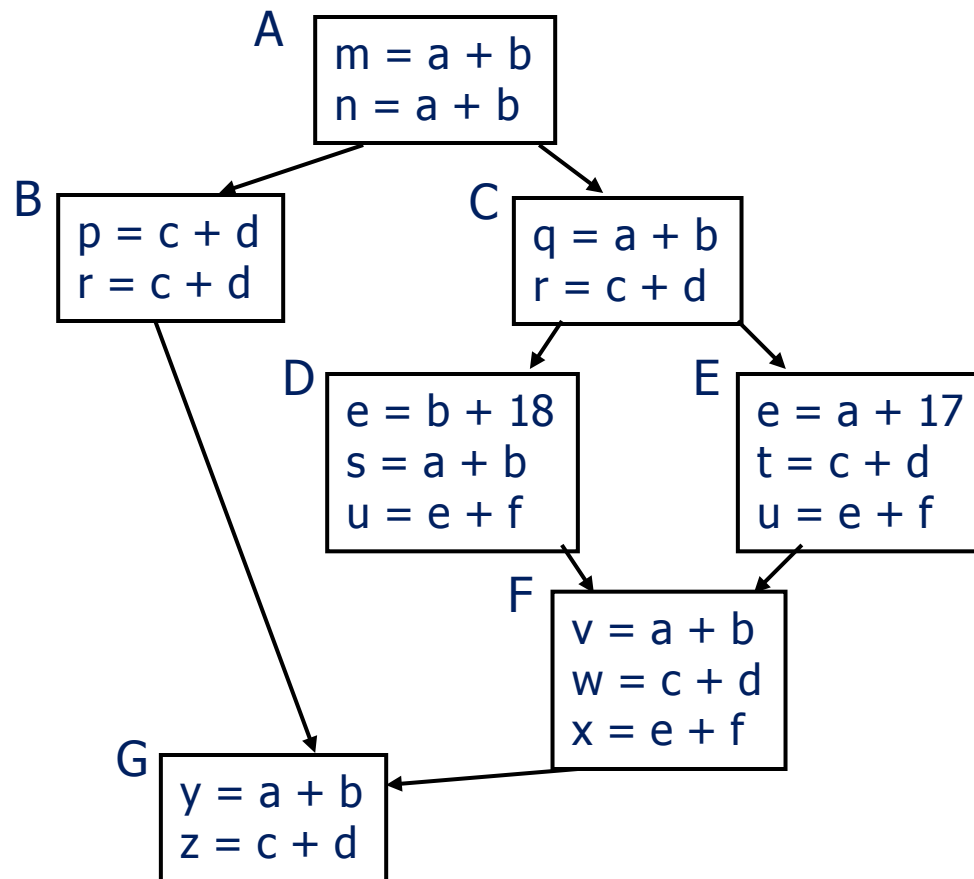 A
m = a + b
n = a + b
B
p = c + d
r = c + d
C
q = a + b
r = c + d
D
e = b + 18
s = a + b
u = e + f
E
e = a + 17
t = c + d
u = e + f
F
v = a + b
w = c + d
x = e + f
G
y = a + b
z = c + d